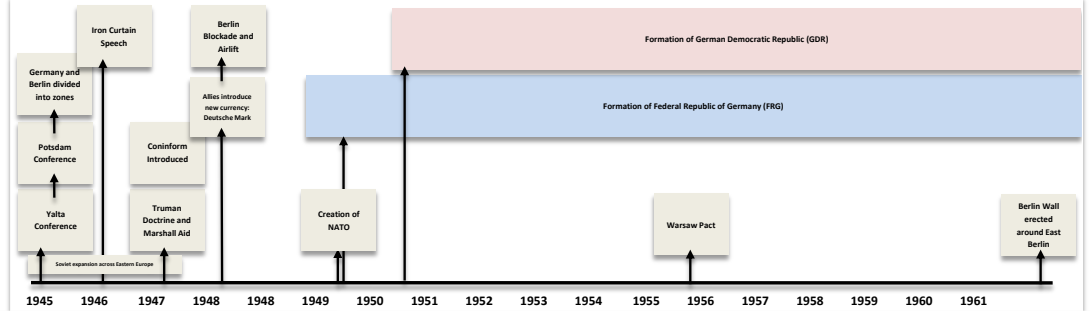 Iron Curtain
Speech
Berlin
Blockade and
Airlift
Formation of German Democratic Republic (GDR)
Germany and
Berlin divided
into zones
Allies introduce
new currency:
Deutsche Mark
Formation of Federal Republic of Germany (FRG)
Potsdam
Conference
Coninform
Introduced
Yalta
Conference
Truman
Doctrine and
Marshall Aid
Creation of
NATO
Warsaw Pact
Berlin Wall
erected
around East
Berlin
Soviet expansion across Eastern Europe
1945 1946 1947 1948 1948 1949 1950 1951 1952 1953 1954 1955 1956 1957 1958 1959 1960 1961